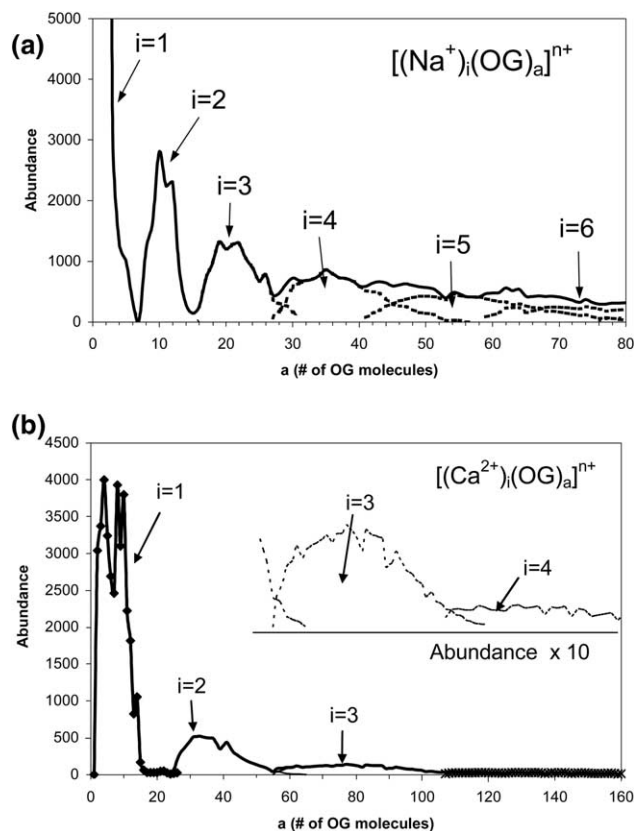 (a)
5000
4000
3000
2000
1000
0
Abundance
i=1
i=2
i=3
i=4
i=5
i=6
[(Na⁺)ᵢ(OG)ₐ]ⁿ⁺
0 10 20 30 40 50 60 70 80
a (# of OG molecules)
(b)
4500
4000
3500
3000
2500
2000
1500
1000
500
0
Abundance
i=1
[(Ca²⁺)ᵢ(OG)ₐ]ⁿ⁺
i=3
i=4
Abundance x 10
i=2
i=3
0 20 40 60 80 100 120 140 160
a (# of OG molecules)